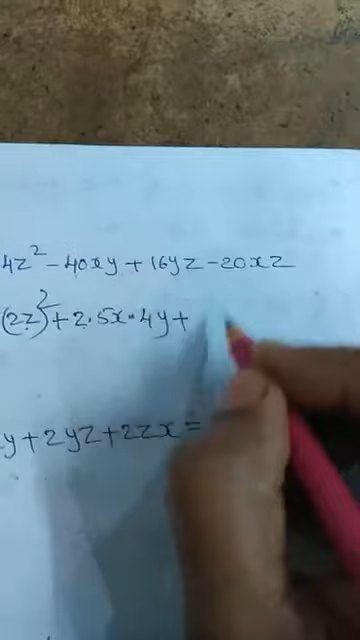 4z² - 40xy + 16yz - 20xz
(2z)² + 2.5x.4y +
y + 2yz + 2zx =